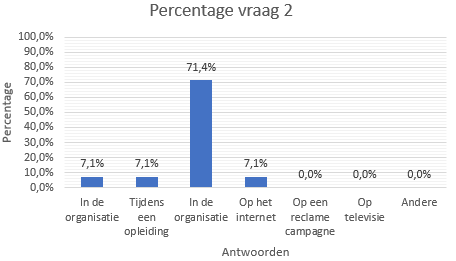 Percentage vraag 2
100,0%
90,0%
80,0%
70,0%
60,0%
50,0%
40,0%
30,0%
20,0%
10,0%
0,0%
Percentage
7,1%
7,1%
71,4%
7,1%
0,0%
0,0%
0,0%
In de
organisatie
Tijdens
een
opleiding
In de
organisatie
Op het
internet
Op een
reclame
campagne
Op
televisie
Andere
Antwoorden